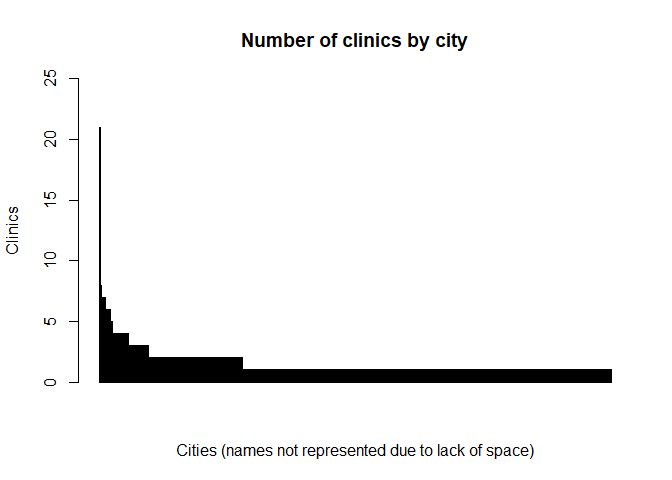 Number of clinics by city
25
20
15
10
5
0
Clinics
Cities (names not represented due to lack of space)